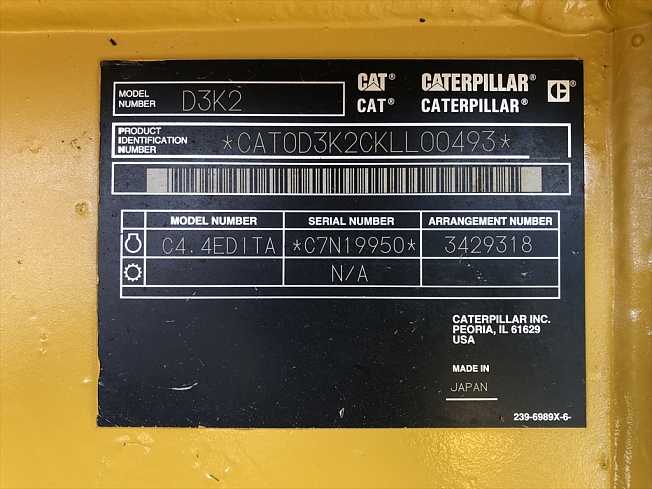 MODEL NUMBER D3K2
CAT® CATERPILLAR® C®
CAT® CATERPILLAR®
PRODUCT IDENTIFICATION NUMBER *CAT0D3K2CKLL00493*
MODEL NUMBER SERIAL NUMBER ARRANGEMENT NUMBER
C4.4EDITA *C7N19950* 3429318
N/A
CATERPILLAR INC.
PEORIA, IL 61629
USA
MADE IN
JAPAN
239-6989X-6-